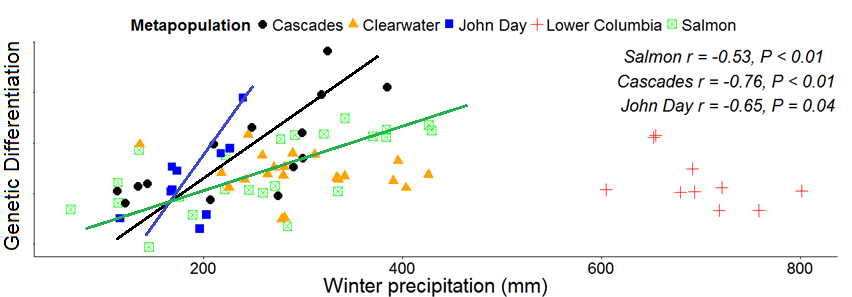 Metapopulation Cascades Clearwater John Day Lower Columbia Salmon
Salmon r = -0.53, P < 0.01
Cascades r = -0.76, P < 0.01
John Day r = -0.65, P = 0.04
Genetic Differentiation
200 400 600 800
Winter precipitation (mm)